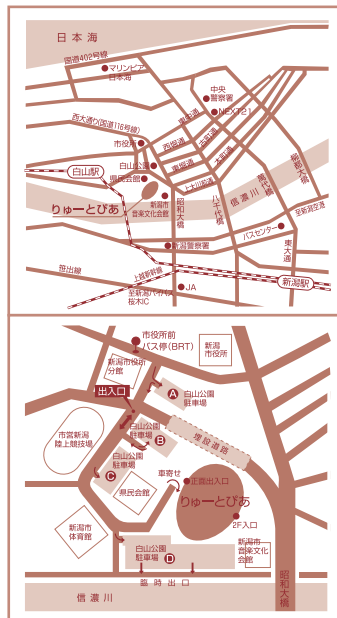 日本海
国道402号線
マリンピア
日本海
中央
警察署
NEXT21
西大通り(国道116号線)
東中通
西堀通
古町通
市役所
東堀通
本町通
白山公園
上大川前通
白山駅
県民会館
りゅーとぴあ
新潟市
音楽文化会館
昭和大橋
八千代橋
信濃川
萬代橋
柳都大橋
至新潟空港
バスセンター
東大通
新潟警察署
笹出線
上越新幹線
新潟駅
至新潟バイパス
桜木IC
JA
市役所前
バス停(BRT)
新潟市役所
分館
新潟
市役所
出入口
白山公園
駐車場
A
市営新潟
陸上競技場
白山公園
駐車場
B
埋設道路
白山公園
駐車場
C
車寄せ
正面出入口
県民会館
りゅーとぴあ
2F入口
新潟市
体育館
白山公園
駐車場
D
新潟市
音楽文化
会館
臨時出口
昭和大橋
信濃川